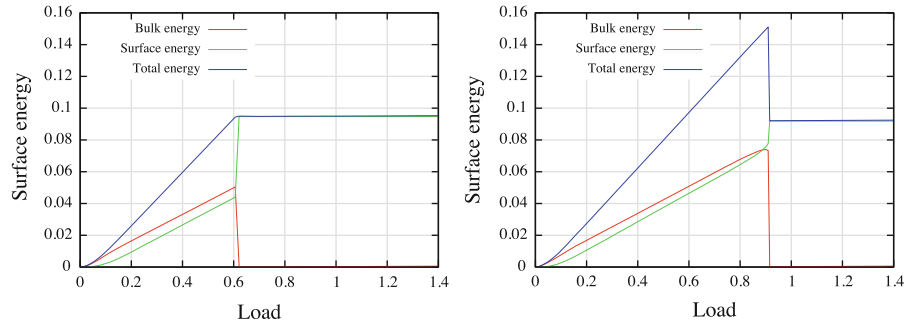 0.16
0.14
0.12
0.1
0.08
0.06
0.04
0.02
0
Surface energy
Bulk energy
Surface energy
Total energy
0 0.2 0.4 0.6 0.8 1 1.2 1.4
Load
0.16
0.14
0.12
0.1
0.08
0.06
0.04
0.02
0
Surface energy
Bulk energy
Surface energy
Total energy
0 0.2 0.4 0.6 0.8 1 1.2 1.4
Load